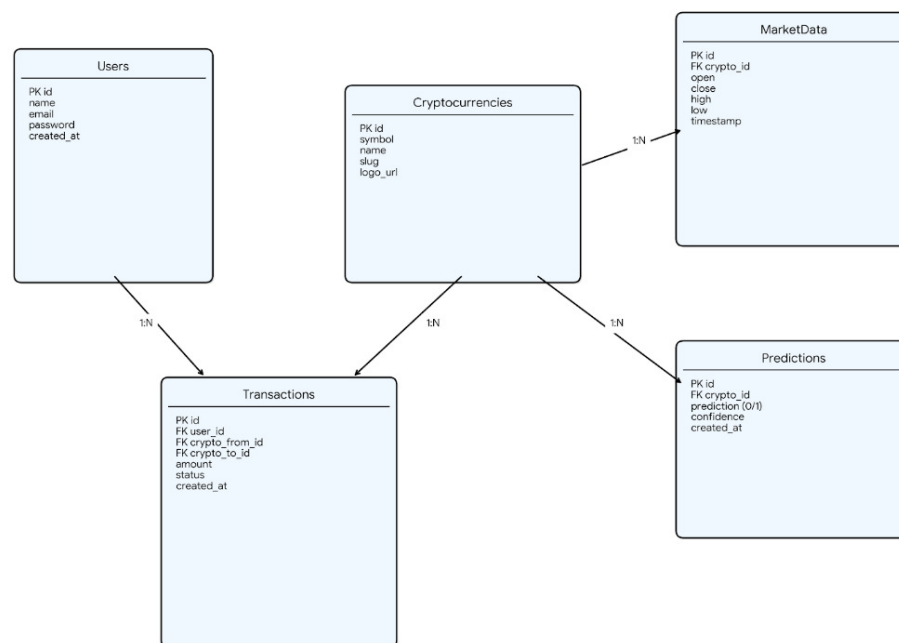 Users
PK id
name
email
password
created_at
Cryptocurrencies
PK id
symbol
name
slug
logo_url
MarketData
PK id
FK crypto_id
open
close
high
low
timestamp
1:N
1:N
1:N
1:N
Transactions
PK id
FK user_id
FK crypto_from_id
FK crypto_to_id
amount
status
created_at
Predictions
PK id
FK crypto_id
prediction (0/1)
confidence
created_at